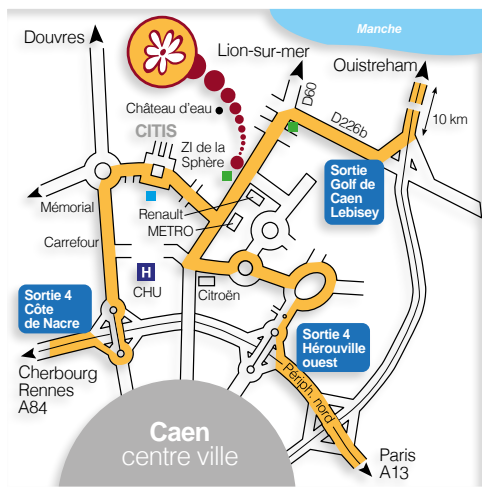 Manche
Douvres
Lion-sur-mer
Ouistreham
D60
10 km
Château d'eau
CITIS
D226b
ZI de la
Sphère
Sortie
Golf de
Caen
Lebisey
Mémorial
Renault
METRO
Carrefour
H
CHU
Citroën
Sortie 4
Côte
de Nacre
Sortie 4
Hérouville
ouest
Cherbourg
Rennes
A84
Périph. nord
Caen
centre ville
Paris
A13